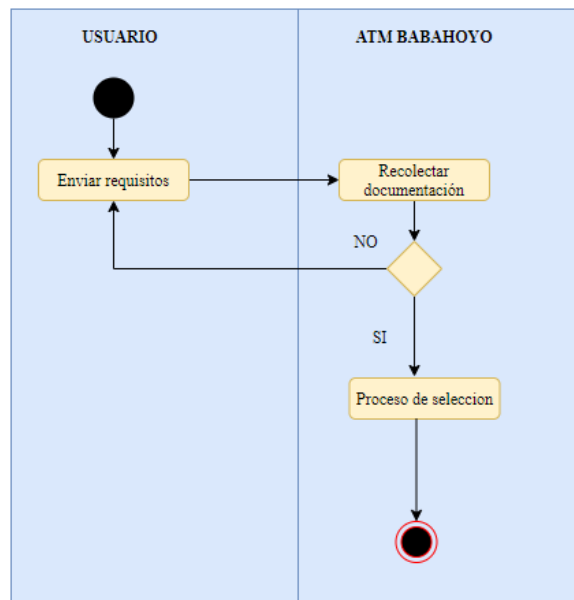 USUARIO
ATM BABAHOYO
Enviar requisitos
Recolectar
documentación
NO
SI
Proceso de seleccion